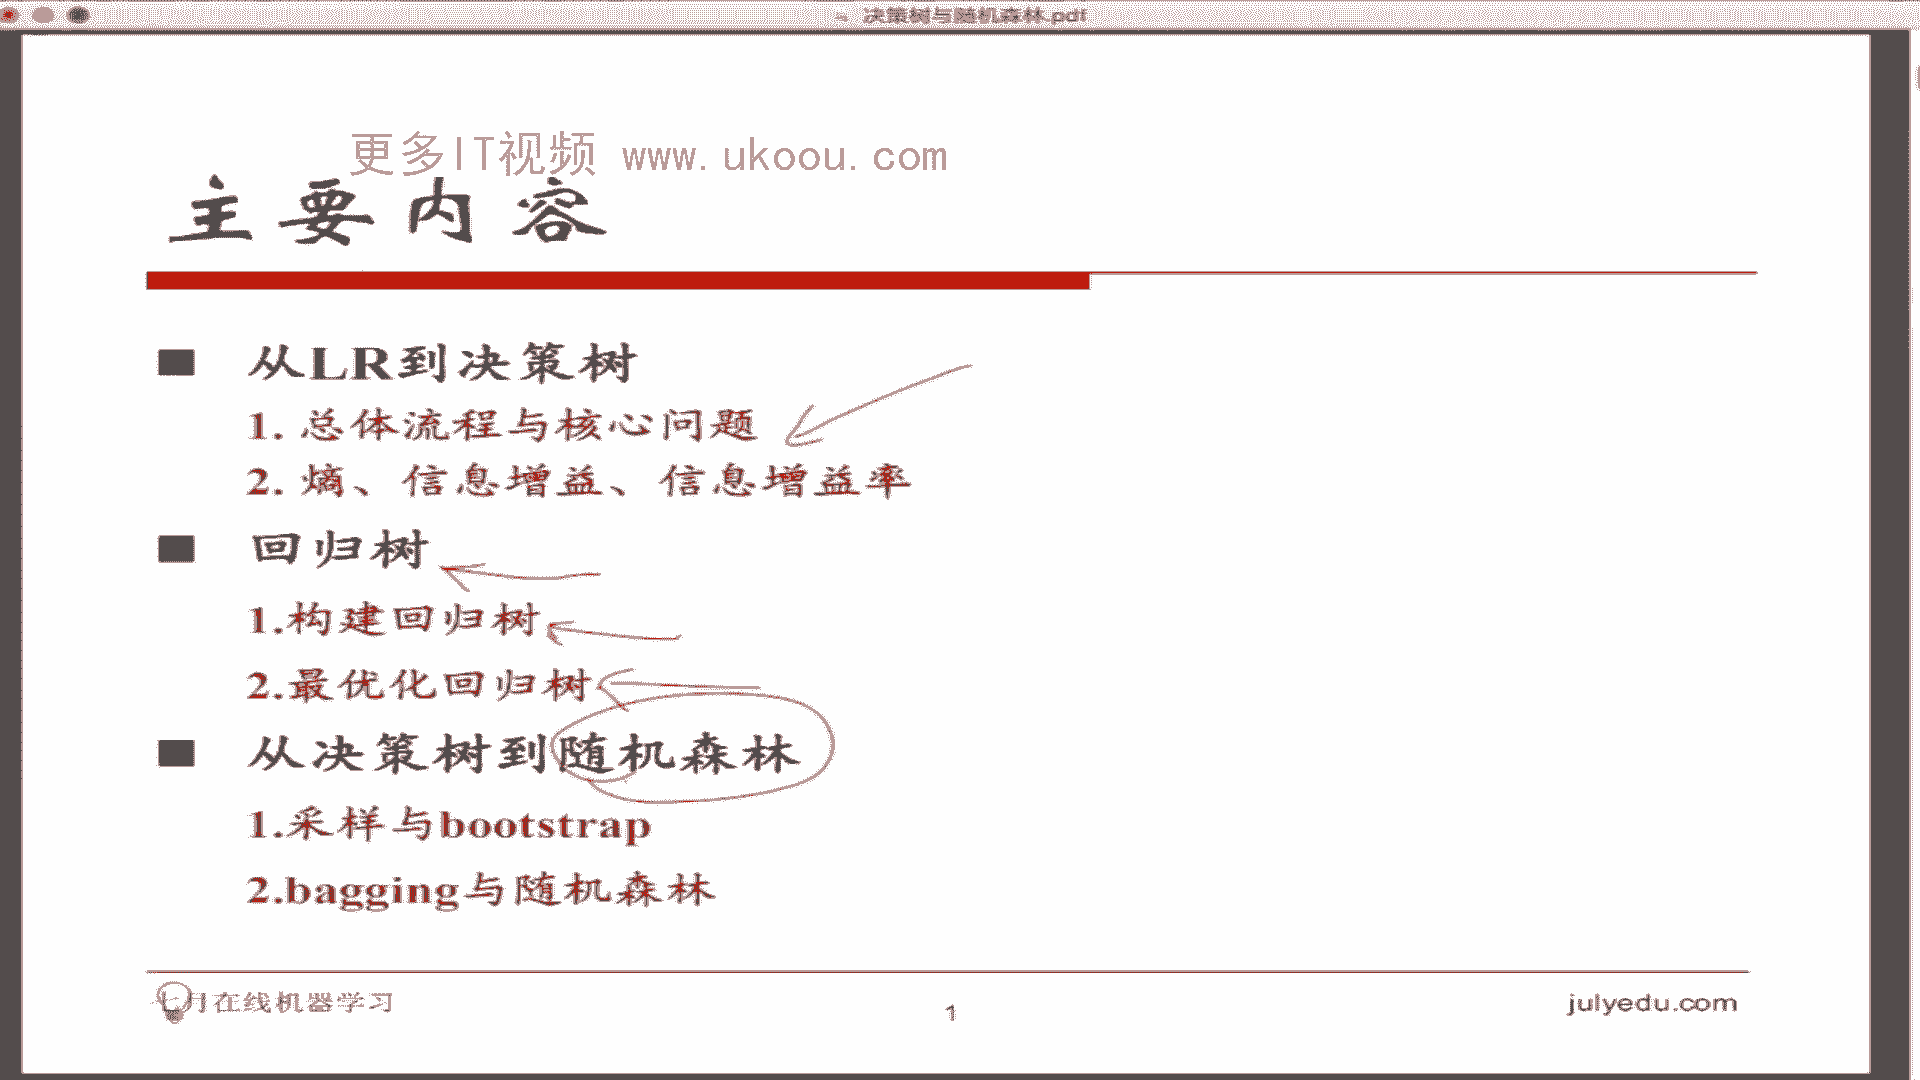 决策树与随机森林.pdf
更多IT视频 www.ukoou.com
主要内容
从LR到决策树
1. 总体流程与核心问题
2. 熵、信息增益、信息增益率
回归树
1.构建回归树
2.最优化回归树
从决策树到随机森林
1.采样与bootstrap
2.bagging与随机森林
七月在线机器学习
1
julyedu.com